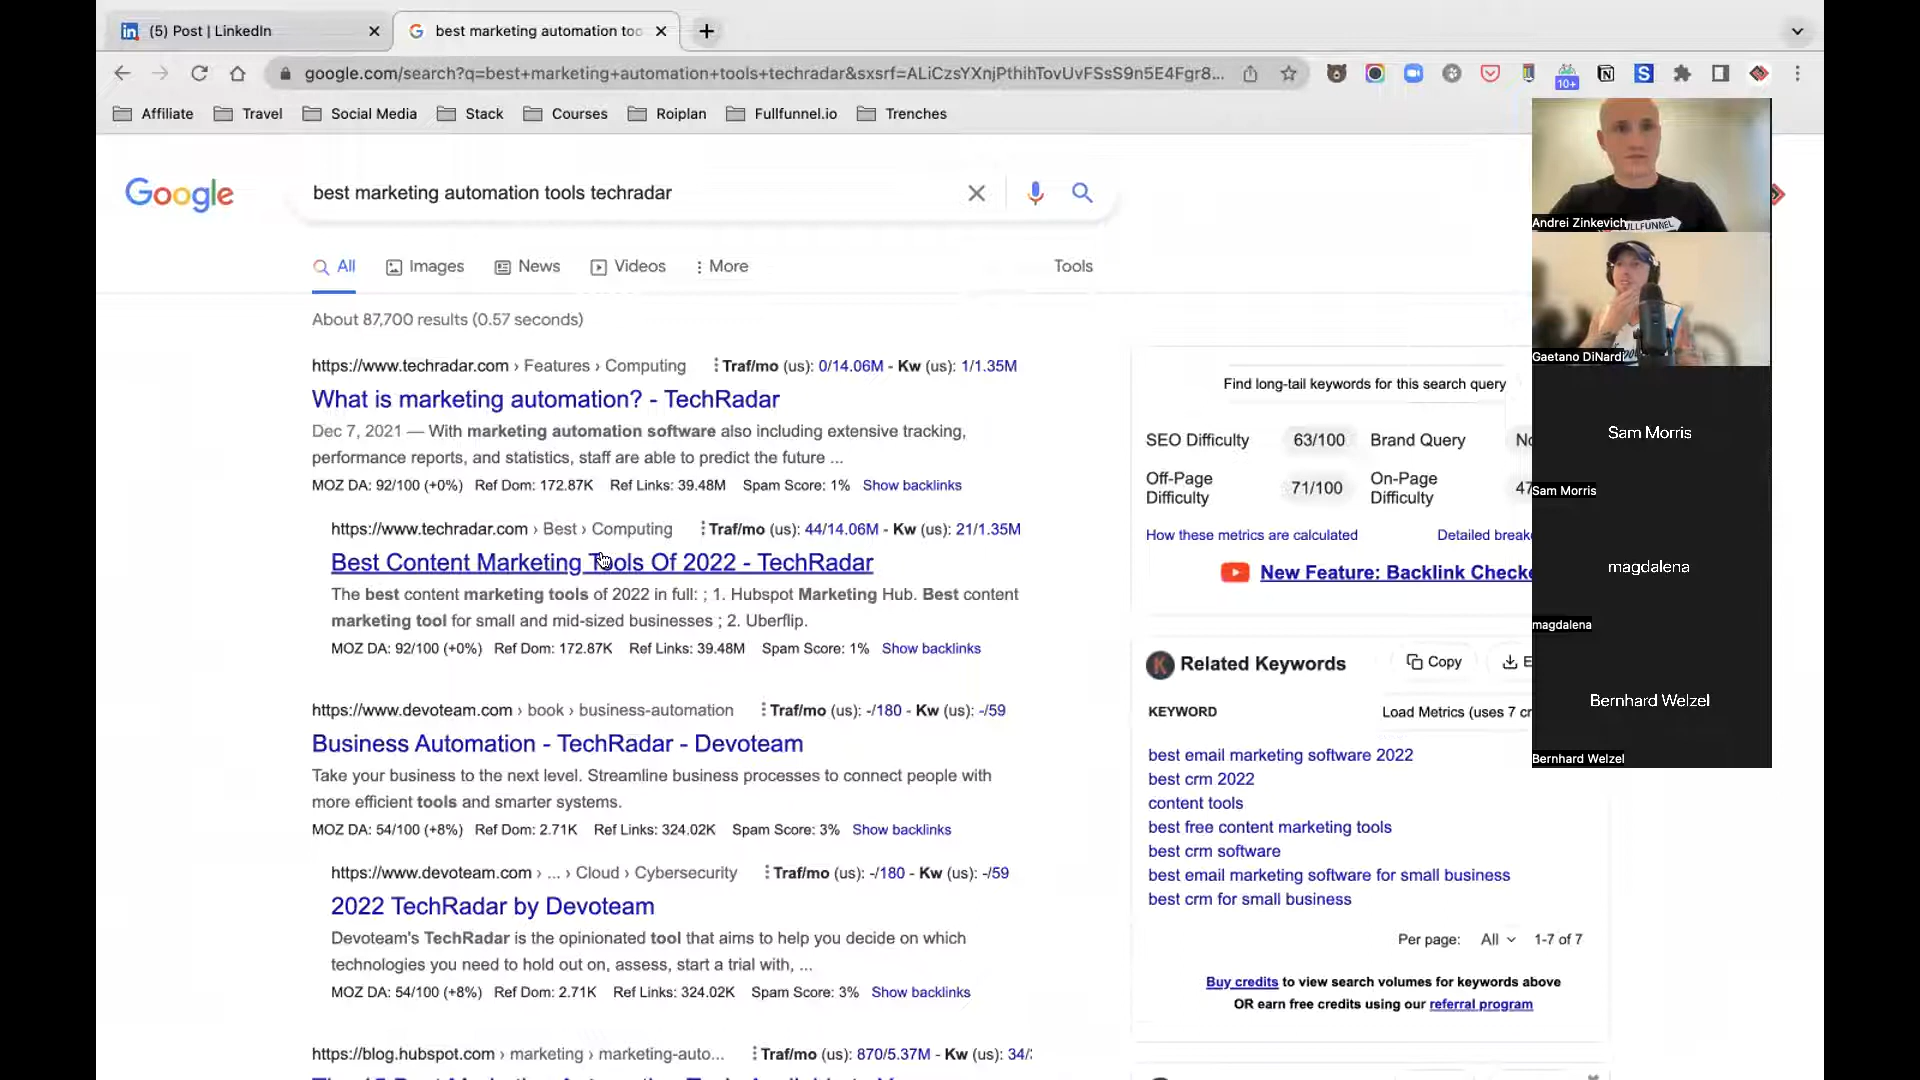 (5) Post | LinkedIn
best marketing automation too
google.com/search?q=best+marketing+automation+tools+techradar&sxsrf=ALiCzsYXnjPthihTovUvFSsS9n5E4Fgr8...
10+
Affiliate
Travel
Social Media
Stack
Courses
Roiplan
Fullfunnel.io
Trenches
Google
best marketing automation tools techradar
All
Images
News
Videos
More
Tools
About 87,700 results (0.57 seconds)
https://www.techradar.com › Features › Computing
Traf/mo (us): 0/14.06M - Kw (us): 1/1.35M
What is marketing automation? - TechRadar
Dec 7, 2021 — With marketing automation software also including extensive tracking,
performance reports, and statistics, staff are able to predict the future ...
MOZ DA: 92/100 (+0%) Ref Dom: 172.87K Ref Links: 39.48M Spam Score: 1% Show backlinks
https://www.techradar.com › Best › Computing
Traf/mo (us): 44/14.06M - Kw (us): 21/1.35M
Best Content Marketing Tools Of 2022 - TechRadar
The best content marketing tools of 2022 in full: ; 1. Hubspot Marketing Hub. Best content
marketing tool for small and mid-sized businesses ; 2. Uberflip.
MOZ DA: 92/100 (+0%) Ref Dom: 172.87K Ref Links: 39.48M Spam Score: 1% Show backlinks
https://www.devoteam.com › book › business-automation
Traf/mo (us): -/180 - Kw (us): -/59
Business Automation - TechRadar - Devoteam
Take your business to the next level. Streamline business processes to connect people with
more efficient tools and smarter systems.
MOZ DA: 54/100 (+8%) Ref Dom: 2.71K Ref Links: 324.02K Spam Score: 3% Show backlinks
https://www.devoteam.com › ... › Cloud › Cybersecurity
Traf/mo (us): -/180 - Kw (us): -/59
2022 TechRadar by Devoteam
Devoteam's TechRadar is the opinionated tool that aims to help you decide on which
technologies you need to hold out on, assess, start a trial with, ...
MOZ DA: 54/100 (+8%) Ref Dom: 2.71K Ref Links: 324.02K Spam Score: 3% Show backlinks
https://blog.hubspot.com › marketing › marketing-auto...
Traf/mo (us): 870/5.37M - Kw (us): 34/
Find long-tail keywords for this search query
SEO Difficulty 63/100 Brand Query No
Off-Page Difficulty 71/100 On-Page Difficulty 47
How these metrics are calculated
Detailed break
New Feature: Backlink Checke
Related Keywords
Copy
E
KEYWORD
Load Metrics (uses 7 cr
best email marketing software 2022
best crm 2022
content tools
best free content marketing tools
best crm software
best email marketing software for small business
best crm for small business
Per page: All 1-7 of 7
Buy credits to view search volumes for keywords above
OR earn free credits using our referral program
Andrei Zinkevich
Gaetano DiNardi
Sam Morris
Sam Morris
magdalena
magdalena
Bernhard Welzel
Bernhard Welzel